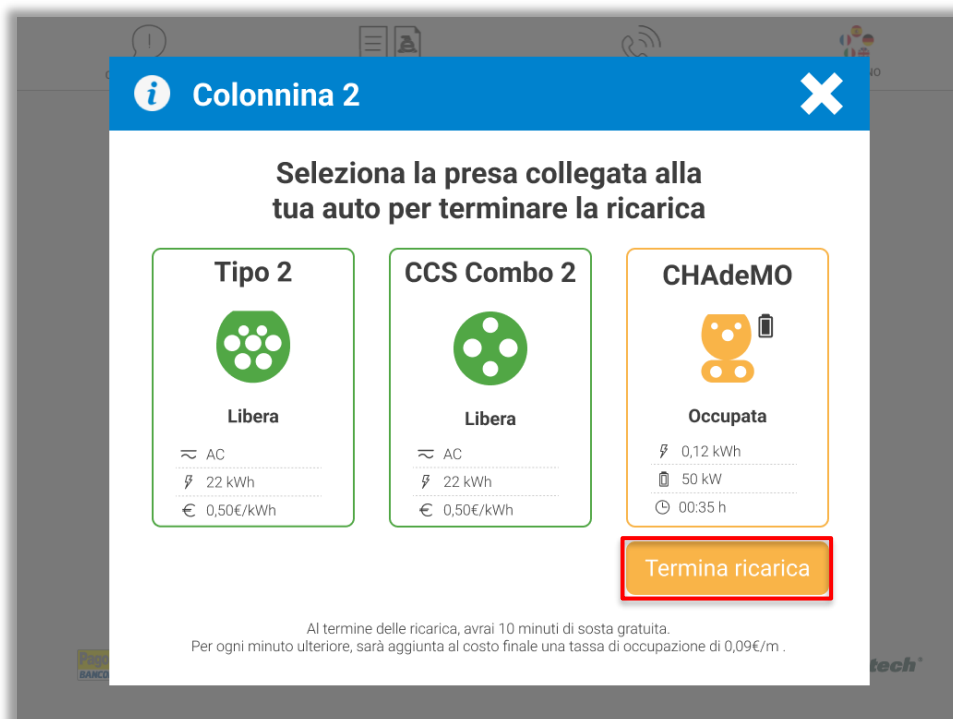 Colonnina 2
Seleziona la presa collegata alla
tua auto per terminare la ricarica
Tipo 2
Libera
AC
22 kWh
0,50€/kWh
CCS Combo 2
Libera
AC
22 kWh
0,50€/kWh
CHAdeMO
Occupata
0,12 kWh
50 kW
00:35 h
Termina ricarica
Al termine delle ricarica, avrai 10 minuti di sosta gratuita.
Per ogni minuto ulteriore, sarà aggiunta al costo finale una tassa di occupazione di 0,09€/m .